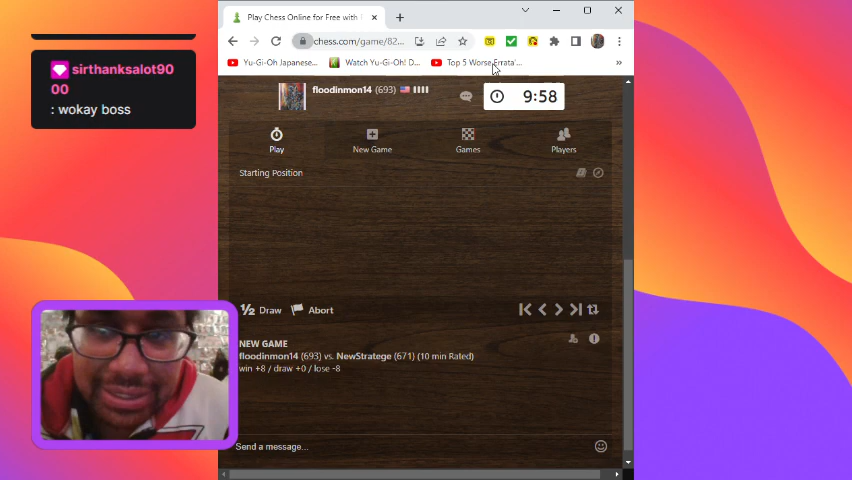 sirthanksalot90
00
: wokay boss
Play Chess Online for Free with
chess.com/game/82...
Yu-Gi-Oh Japanese...
Watch Yu-Gi-Oh! D...
Top 5 Worse Errata'...
floodinmon14 (693)
9:58
Play
New Game
Games
Players
Starting Position
½ Draw
Abort
NEW GAME
floodinmon14 (693) vs. NewStratege (671) (10 min Rated)
win +8 / draw +0 / lose -8
Send a message...